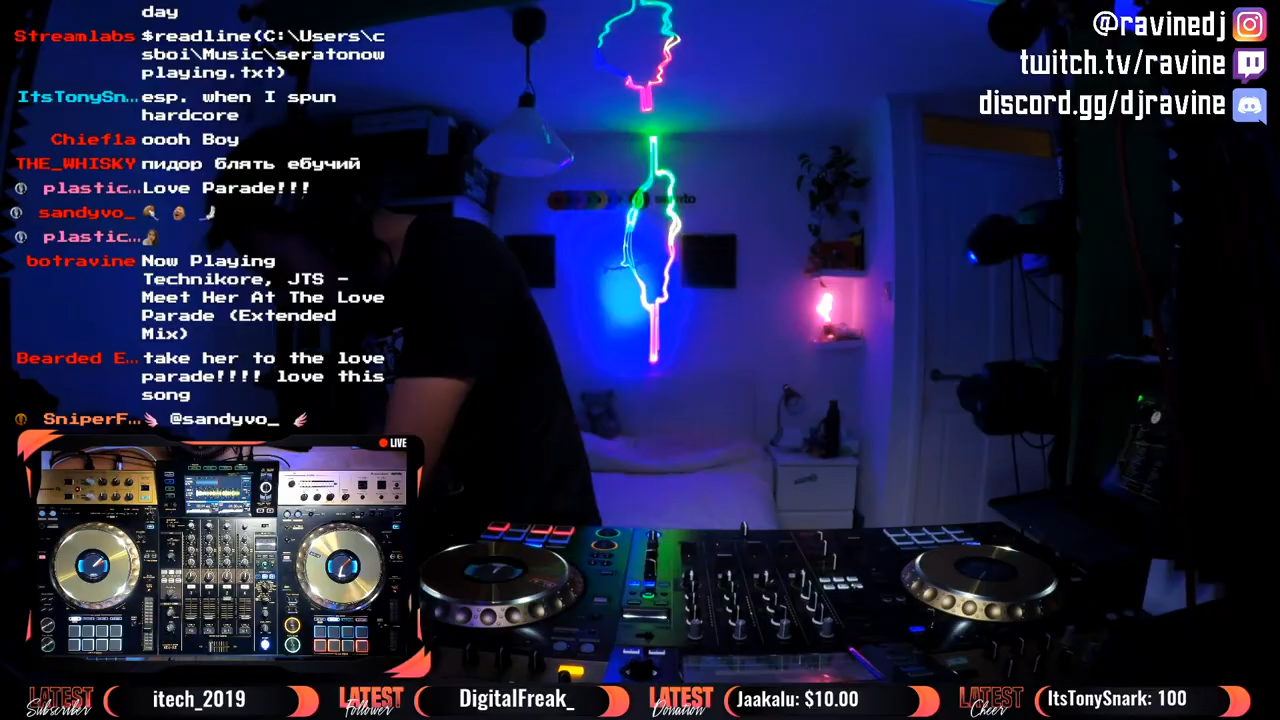 day
Streamlabs $readline(C:\Users\c
sboi\Music\seratonow
playing.txt)
ItsTonySn... esp. when I spun
hardcore
Chief1a oooh Boy
THE_WHISKY пидор блять ебучий
plastic... Love Parade!!!
sandyvo_
plastic...
botravine Now Playing
Technikore, JTS -
Meet Her At The Love
Parade (Extended
Mix)
Bearded E... take her to the love
parade!!!! love this
song
SniperF... @sandyvo_
LIVE
@ravinedj
twitch.tv/ravine
discord.gg/djravine
serato
LATEST
Subscriber
itech_2019
LATEST
Follower
DigitalFreak_
LATEST
Donation
Jaakalu: $10.00
LATEST
Cheer
ItsTonySnark: 100